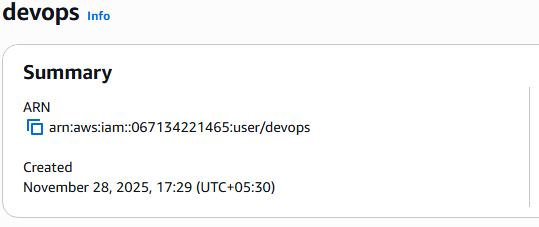 devops Info
Summary
ARN
arn:aws:iam::067134221465:user/devops
Created
November 28, 2025, 17:29 (UTC+05:30)